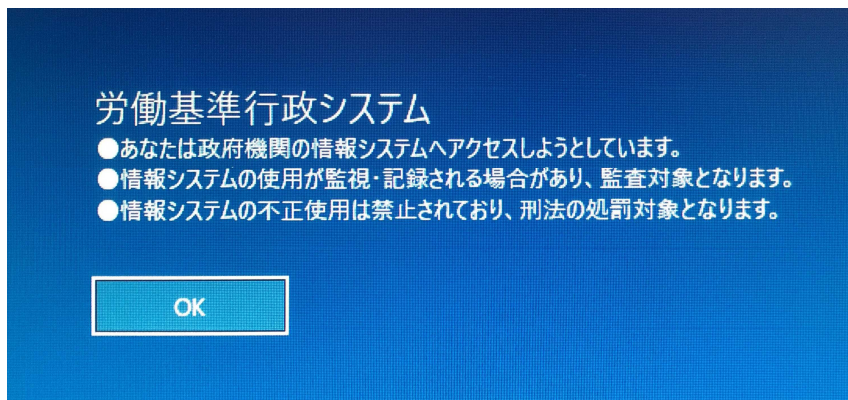 労働基準行政システム
●あなたは政府機関の情報システムへアクセスしようとしています。
●情報システムの使用が監視・記録される場合があり、監査対象となります。
●情報システムの不正使用は禁止されており、刑法の処罰対象となります。
OK